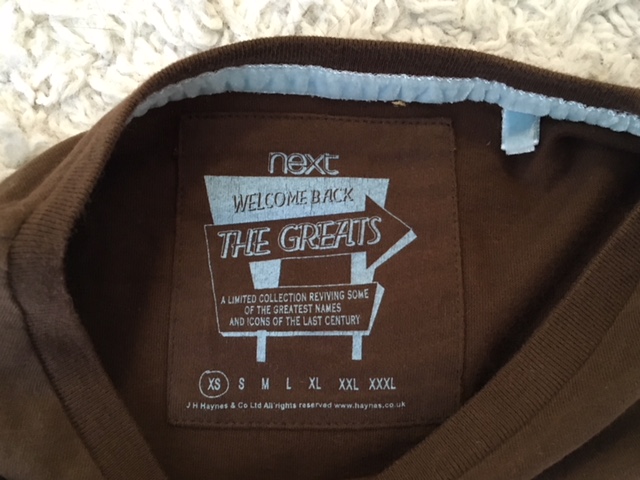 next
WELCOME BACK
THE GREATS
A LIMITED COLLECTION REVIVING SOME
OF THE GREATEST NAMES
AND ICONS OF THE LAST CENTURY
XS S M L XL XXL XXXL
J H Haynes & Co Ltd All rights reserved www.haynes.co.uk